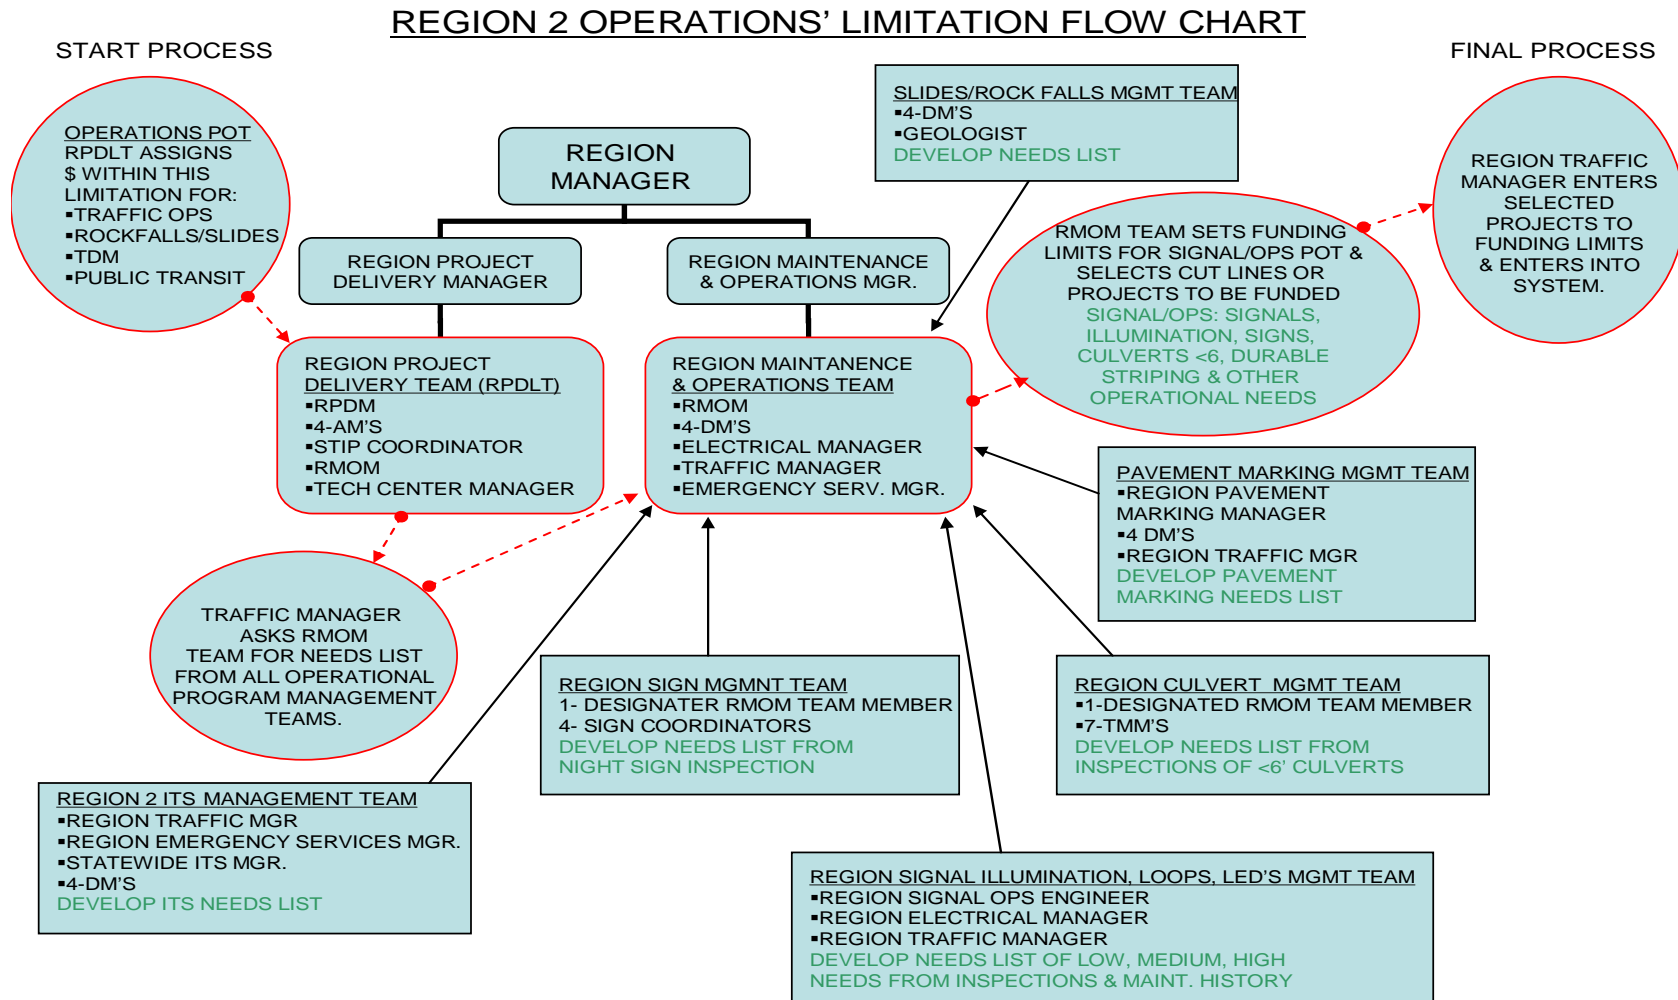 REGION 2 OPERATIONS’ LIMITATION FLOW CHART
START PROCESS
FINAL PROCESS
OPERATIONS POT
RPDLT ASSIGNS
$ WITHIN THIS
LIMITATION FOR:
▪TRAFFIC OPS
▪ROCKFALLS/SLIDES
▪TDM
▪PUBLIC TRANSIT
REGION
MANAGER
SLIDES/ROCK FALLS MGMT TEAM
▪4-DM’S
▪GEOLOGIST
DEVELOP NEEDS LIST
REGION TRAFFIC
MANAGER ENTERS
SELECTED
PROJECTS TO
FUNDING LIMITS
& ENTERS INTO
SYSTEM.
REGION PROJECT
DELIVERY MANAGER
REGION MAINTENANCE
& OPERATIONS MGR.
RMOM TEAM SETS FUNDING
LIMITS FOR SIGNAL/OPS POT &
SELECTS CUT LINES OR
PROJECTS TO BE FUNDED
SIGNAL/OPS: SIGNALS,
ILLUMINATION, SIGNS,
CULVERTS <6, DURABLE
STRIPING & OTHER
OPERATIONAL NEEDS
REGION PROJECT
DELIVERY TEAM (RPDLT)
▪RPDM
▪4-AM’S
▪STIP COORDINATOR
▪RMOM
▪TECH CENTER MANAGER
REGION MAINTANENCE
& OPERATIONS TEAM
▪RMOM
▪4-DM’S
▪ELECTRICAL MANAGER
▪TRAFFIC MANAGER
▪EMERGENCY SERV. MGR.
PAVEMENT MARKING MGMT TEAM
▪REGION PAVEMENT
MARKING MANAGER
▪4 DM’S
▪REGION TRAFFIC MGR
DEVELOP PAVEMENT
MARKING NEEDS LIST
TRAFFIC MANAGER
ASKS RMOM
TEAM FOR NEEDS LIST
FROM ALL OPERATIONAL
PROGRAM MANAGEMENT
TEAMS.
REGION SIGN MGMNT TEAM
1- DESIGNATER RMOM TEAM MEMBER
4- SIGN COORDINATORS
DEVELOP NEEDS LIST FROM
NIGHT SIGN INSPECTION
REGION CULVERT MGMT TEAM
▪1-DESIGNATED RMOM TEAM MEMBER
▪7-TMM’S
DEVELOP NEEDS LIST FROM
INSPECTIONS OF <6’ CULVERTS
REGION 2 ITS MANAGEMENT TEAM
▪REGION TRAFFIC MGR
▪REGION EMERGENCY SERVICES MGR.
▪STATEWIDE ITS MGR.
▪4-DM’S
DEVELOP ITS NEEDS LIST
REGION SIGNAL ILLUMINATION, LOOPS, LED’S MGMT TEAM
▪REGION SIGNAL OPS ENGINEER
▪REGION ELECTRICAL MANAGER
▪REGION TRAFFIC MANAGER
DEVELOP NEEDS LIST OF LOW, MEDIUM, HIGH
NEEDS FROM INSPECTIONS & MAINT. HISTORY